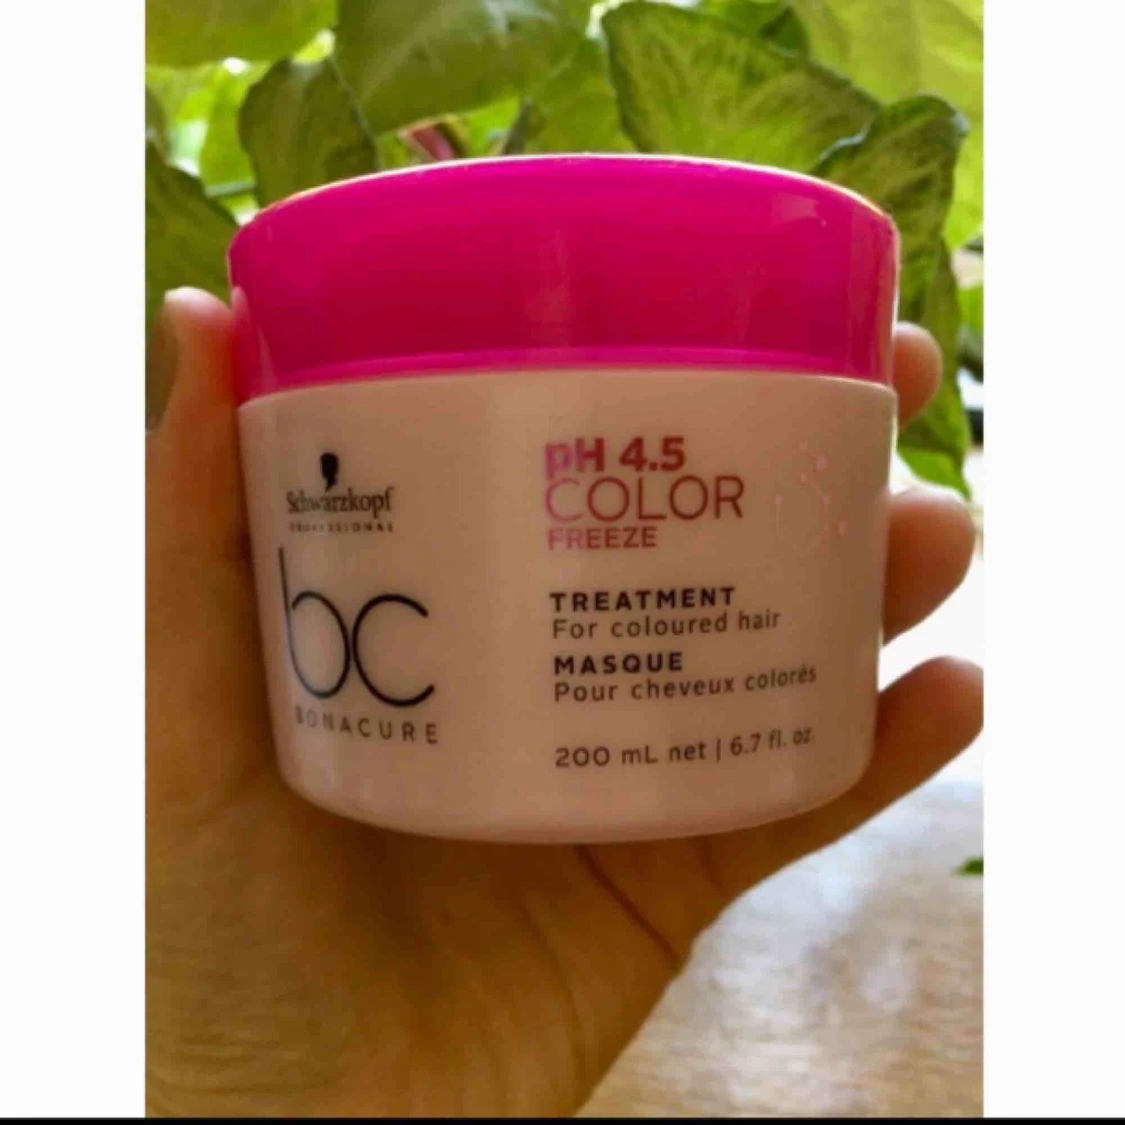 Schwarzkopf
PROFESSIONAL
bc
BONACURE
pH 4.5
COLOR
FREEZE
TREATMENT
For coloured hair
MASQUE
Pour cheveux colorés
200 mL net | 6.7 fl. oz.